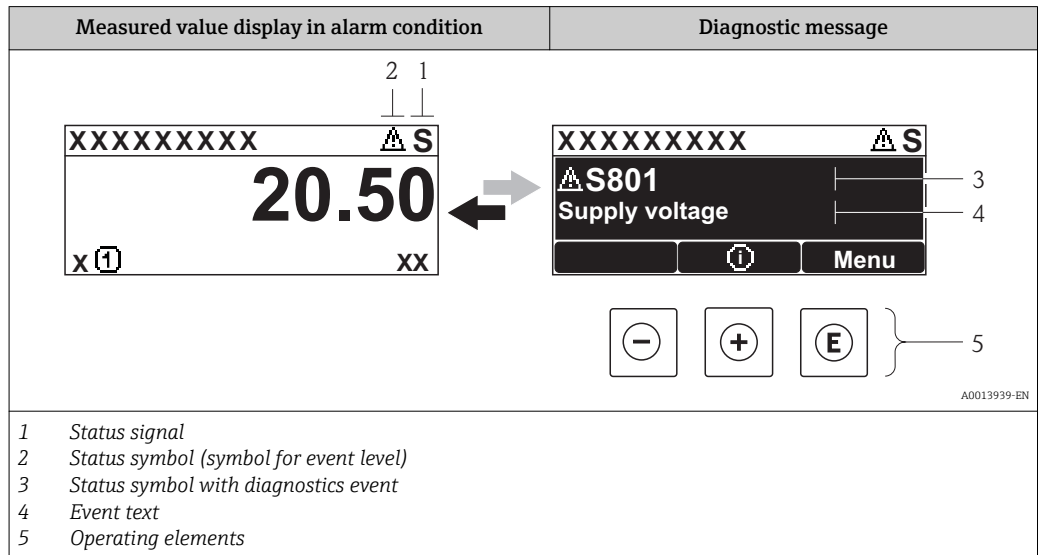 Measured value display in alarm condition
Diagnostic message
2 1
XXXXXXXXX ⚠ S
20.50
X 1 XX
XXXXXXXXX ⚠ S
⚠ S801
Supply voltage
i Menu
3
4
- + E
5
A0013939-EN
1 Status signal
2 Status symbol (symbol for event level)
3 Status symbol with diagnostics event
4 Event text
5 Operating elements